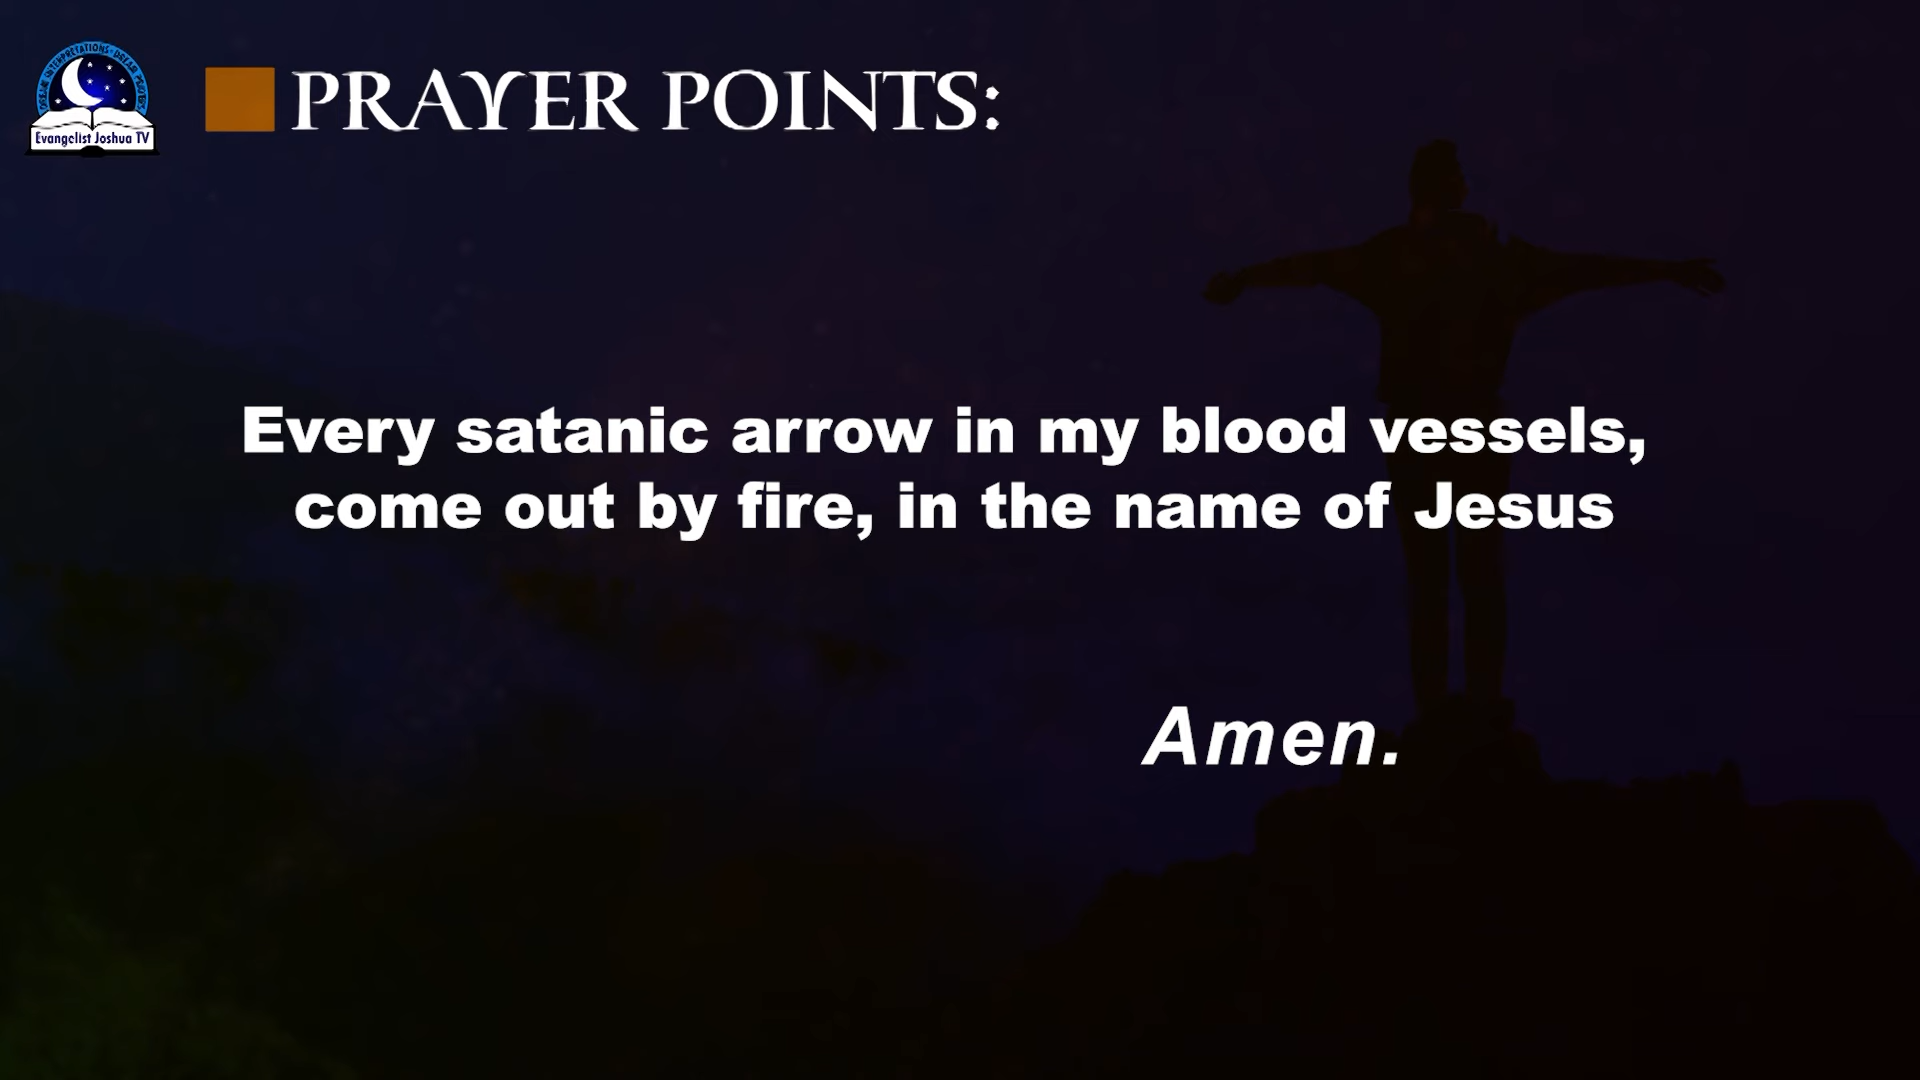 Evangelist Joshua TV
PRAYER POINTS:
Every satanic arrow in my blood vessels,
come out by fire, in the name of Jesus
Amen.